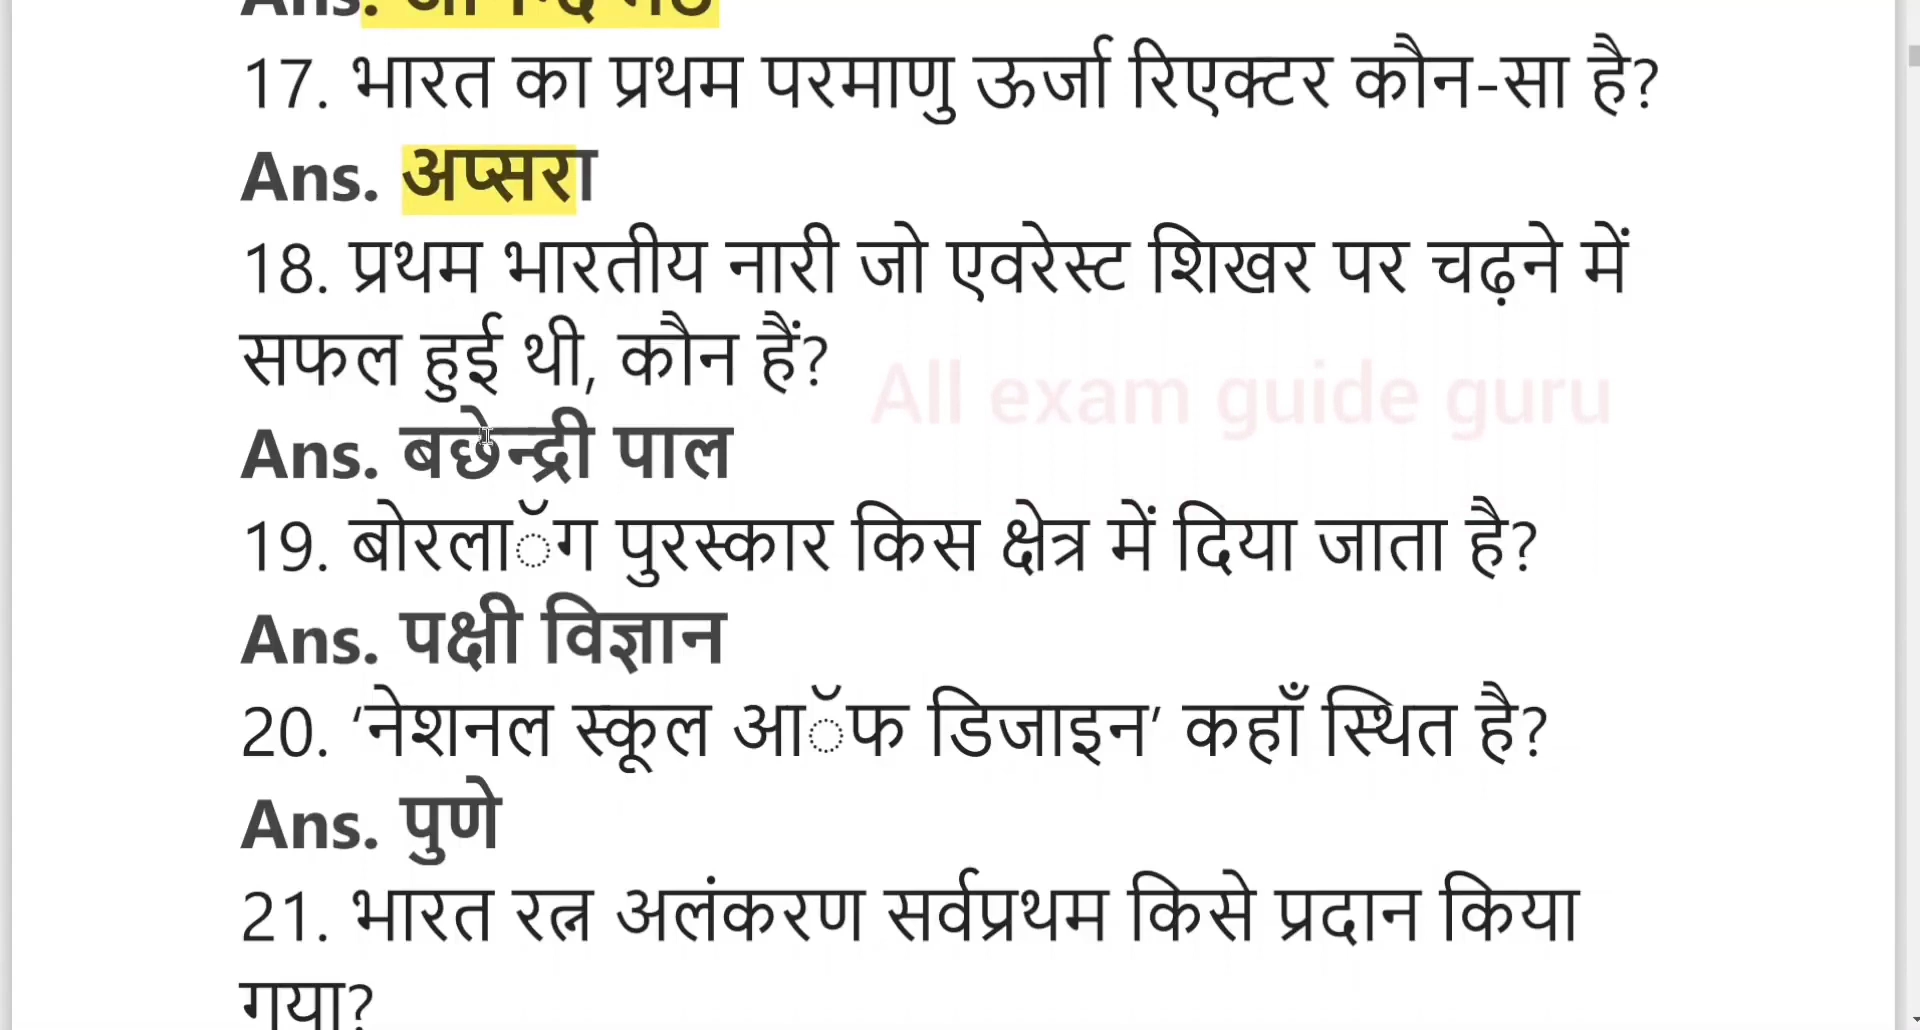 Ans.
17. भारत का प्रथम परमाणु ऊर्जा रिएक्टर कौन-सा है?
Ans. अप्सरा
18. प्रथम भारतीय नारी जो एवरेस्ट शिखर पर चढ़ने में
सफल हुई थी, कौन हैं?
All exam guide guru
Ans. बछेन्द्री पाल
19. बोरलाॅग पुरस्कार किस क्षेत्र में दिया जाता है?
Ans. पक्षी विज्ञान
20. ‘नेशनल स्कूल आॅफ डिजाइन’ कहाँ स्थित है?
Ans. पुणे
21. भारत रत्न अलंकरण सर्वप्रथम किसे प्रदान किया
गया?